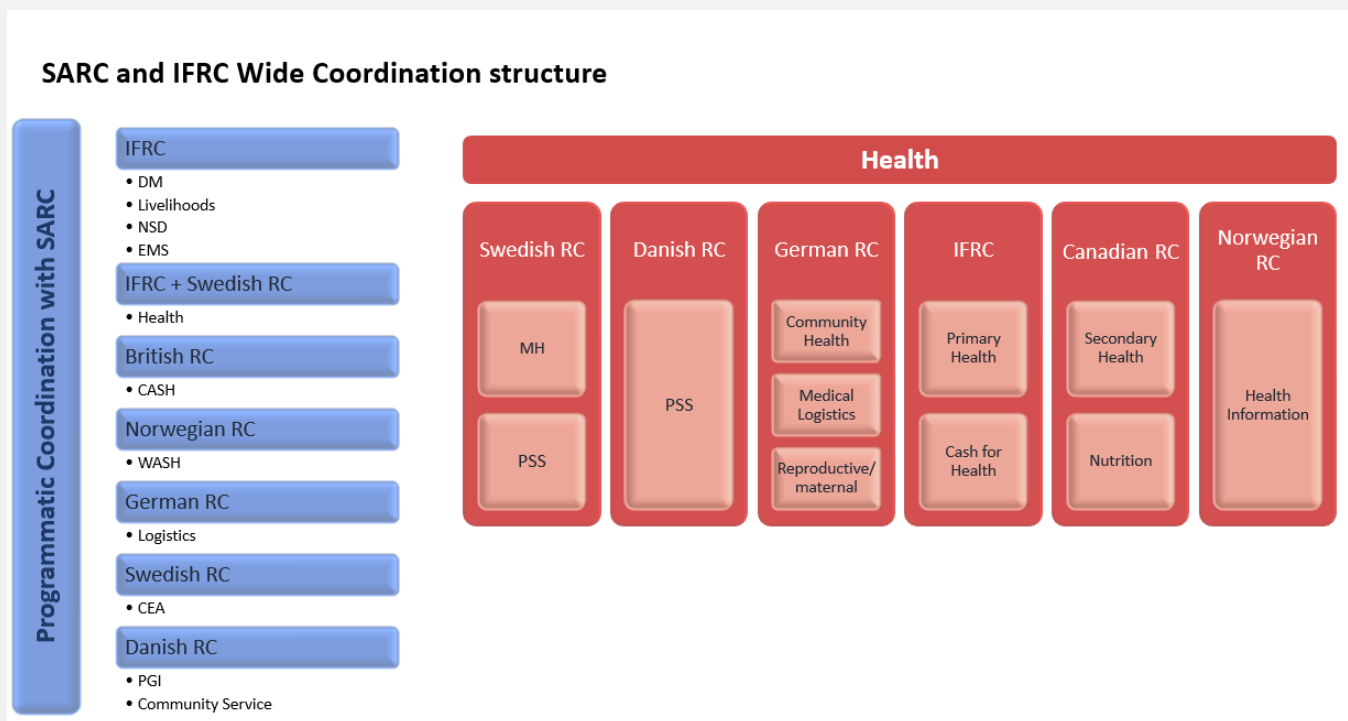 SARC and IFRC Wide Coordination structure
Programmatic Coordination with SARC
IFRC
• DM
• Livelihoods
• NSD
• EMS
IFRC + Swedish RC
• Health
British RC
• CASH
Norwegian RC
• WASH
German RC
• Logistics
Swedish RC
• CEA
Danish RC
• PGI
• Community Service
Health
Swedish RC
MH
PSS
Danish RC
PSS
German RC
Community
Health
Medical
Logistics
Reproductive/
maternal
IFRC
Primary
Health
Cash for
Health
Canadian RC
Secondary
Health
Nutrition
Norwegian
RC
Health
Information